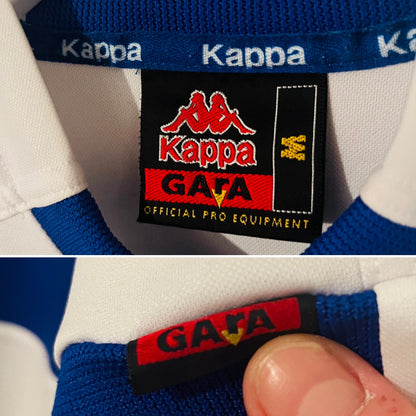 Kappa Kappa Ka
Kappa
M
GARA
OFFICIAL PRO EQUIPMENT
GARA